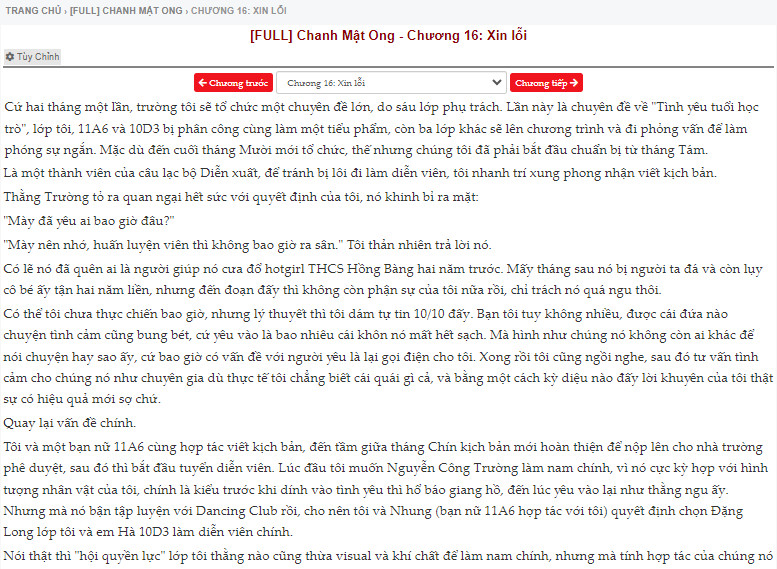 TRANG CHỦ › [FULL] CHANH MẬT ONG › CHƯƠNG 16: XIN LỖI
[FULL] Chanh Mật Ong - Chương 16: Xin lỗi
Tùy Chỉnh
Chương trước
Chương 16: Xin lỗi
Chương tiếp
Cứ hai tháng một lần, trường tôi sẽ tổ chức một chuyên đề lớn, do sáu lớp phụ trách. Lần này là chuyên đề về "Tình yêu tuổi học
trò", lớp tôi, 11A6 và 10D3 bị phân công cùng làm một tiểu phẩm, còn ba lớp khác sẽ lên chương trình và đi phỏng vấn để làm
phóng sự ngắn. Mặc dù đến cuối tháng Mười mới tổ chức, thế nhưng chúng tôi đã phải bắt đầu chuẩn bị từ tháng Tám.
Là một thành viên của câu lạc bộ Diễn xuất, để tránh bị lôi đi làm diễn viên, tôi nhanh trí xung phong nhận viết kịch bản.
Thằng Trường tỏ ra quan ngại hết sức với quyết định của tôi, nó khinh bỉ ra mặt:
"Mày đã yêu ai bao giờ đâu?"
"Mày nên nhớ, huấn luyện viên thì không bao giờ ra sân." Tôi thản nhiên trả lời nó.
Có lẽ nó đã quên ai là người giúp nó cưa đổ hotgirl THCS Hồng Bàng hai năm trước. Mấy tháng sau nó bị người ta đá và còn lụy
cô bé ấy tận hai năm liền, nhưng đến đoạn đấy thì không còn phận sự của tôi nữa rồi, chỉ trách nó quá ngu thôi.
Có thể tôi chưa thực chiến bao giờ, nhưng lý thuyết thì tôi dám tự tin 10/10 đấy. Bạn tôi tuy không nhiều, được cái đứa nào
chuyện tình cảm cũng bung bét, cứ yêu vào là bao nhiêu cái khôn nó mất hết sạch. Mà hình như chúng nó không còn ai khác để
nói chuyện hay sao ấy, cứ bao giờ có vấn đề với người yêu là lại gọi điện cho tôi. Xong rồi tôi cũng ngồi nghe, sau đó tư vấn tình
cảm cho chúng nó như chuyên gia dù thực tế tôi chẳng biết cái quái gì cả, và bằng một cách kỳ diệu nào đấy lời khuyên của tôi thật
sự có hiệu quả mới sợ chứ.
Quay lại vấn đề chính.
Tôi và một bạn nữ 11A6 cùng hợp tác viết kịch bản, đến tầm giữa tháng Chín kịch bản mới hoàn thiện để nộp lên cho nhà trường
phê duyệt, sau đó thì bắt đầu tuyển diễn viên. Lúc đầu tôi muốn Nguyễn Công Trường làm nam chính, vì nó cực kỳ hợp với hình
tượng nhân vật của tôi, chính là kiểu trước khi dính vào tình yêu thì hổ báo giang hồ, đến lúc yêu vào lại như thằng ngu ấy.
Nhưng mà nó bận tập luyện với Dancing Club rồi, cho nên tôi và Nhung (bạn nữ 11A6 hợp tác với tôi) quyết định chọn Đặng
Long lớp tôi và em Hà 10D3 làm diễn viên chính.
Nói thật thì "hội quyền lực" lớp tôi thằng nào cũng thừa visual và khí chất để làm nam chính, nhưng mà tính hợp tác của chúng nó